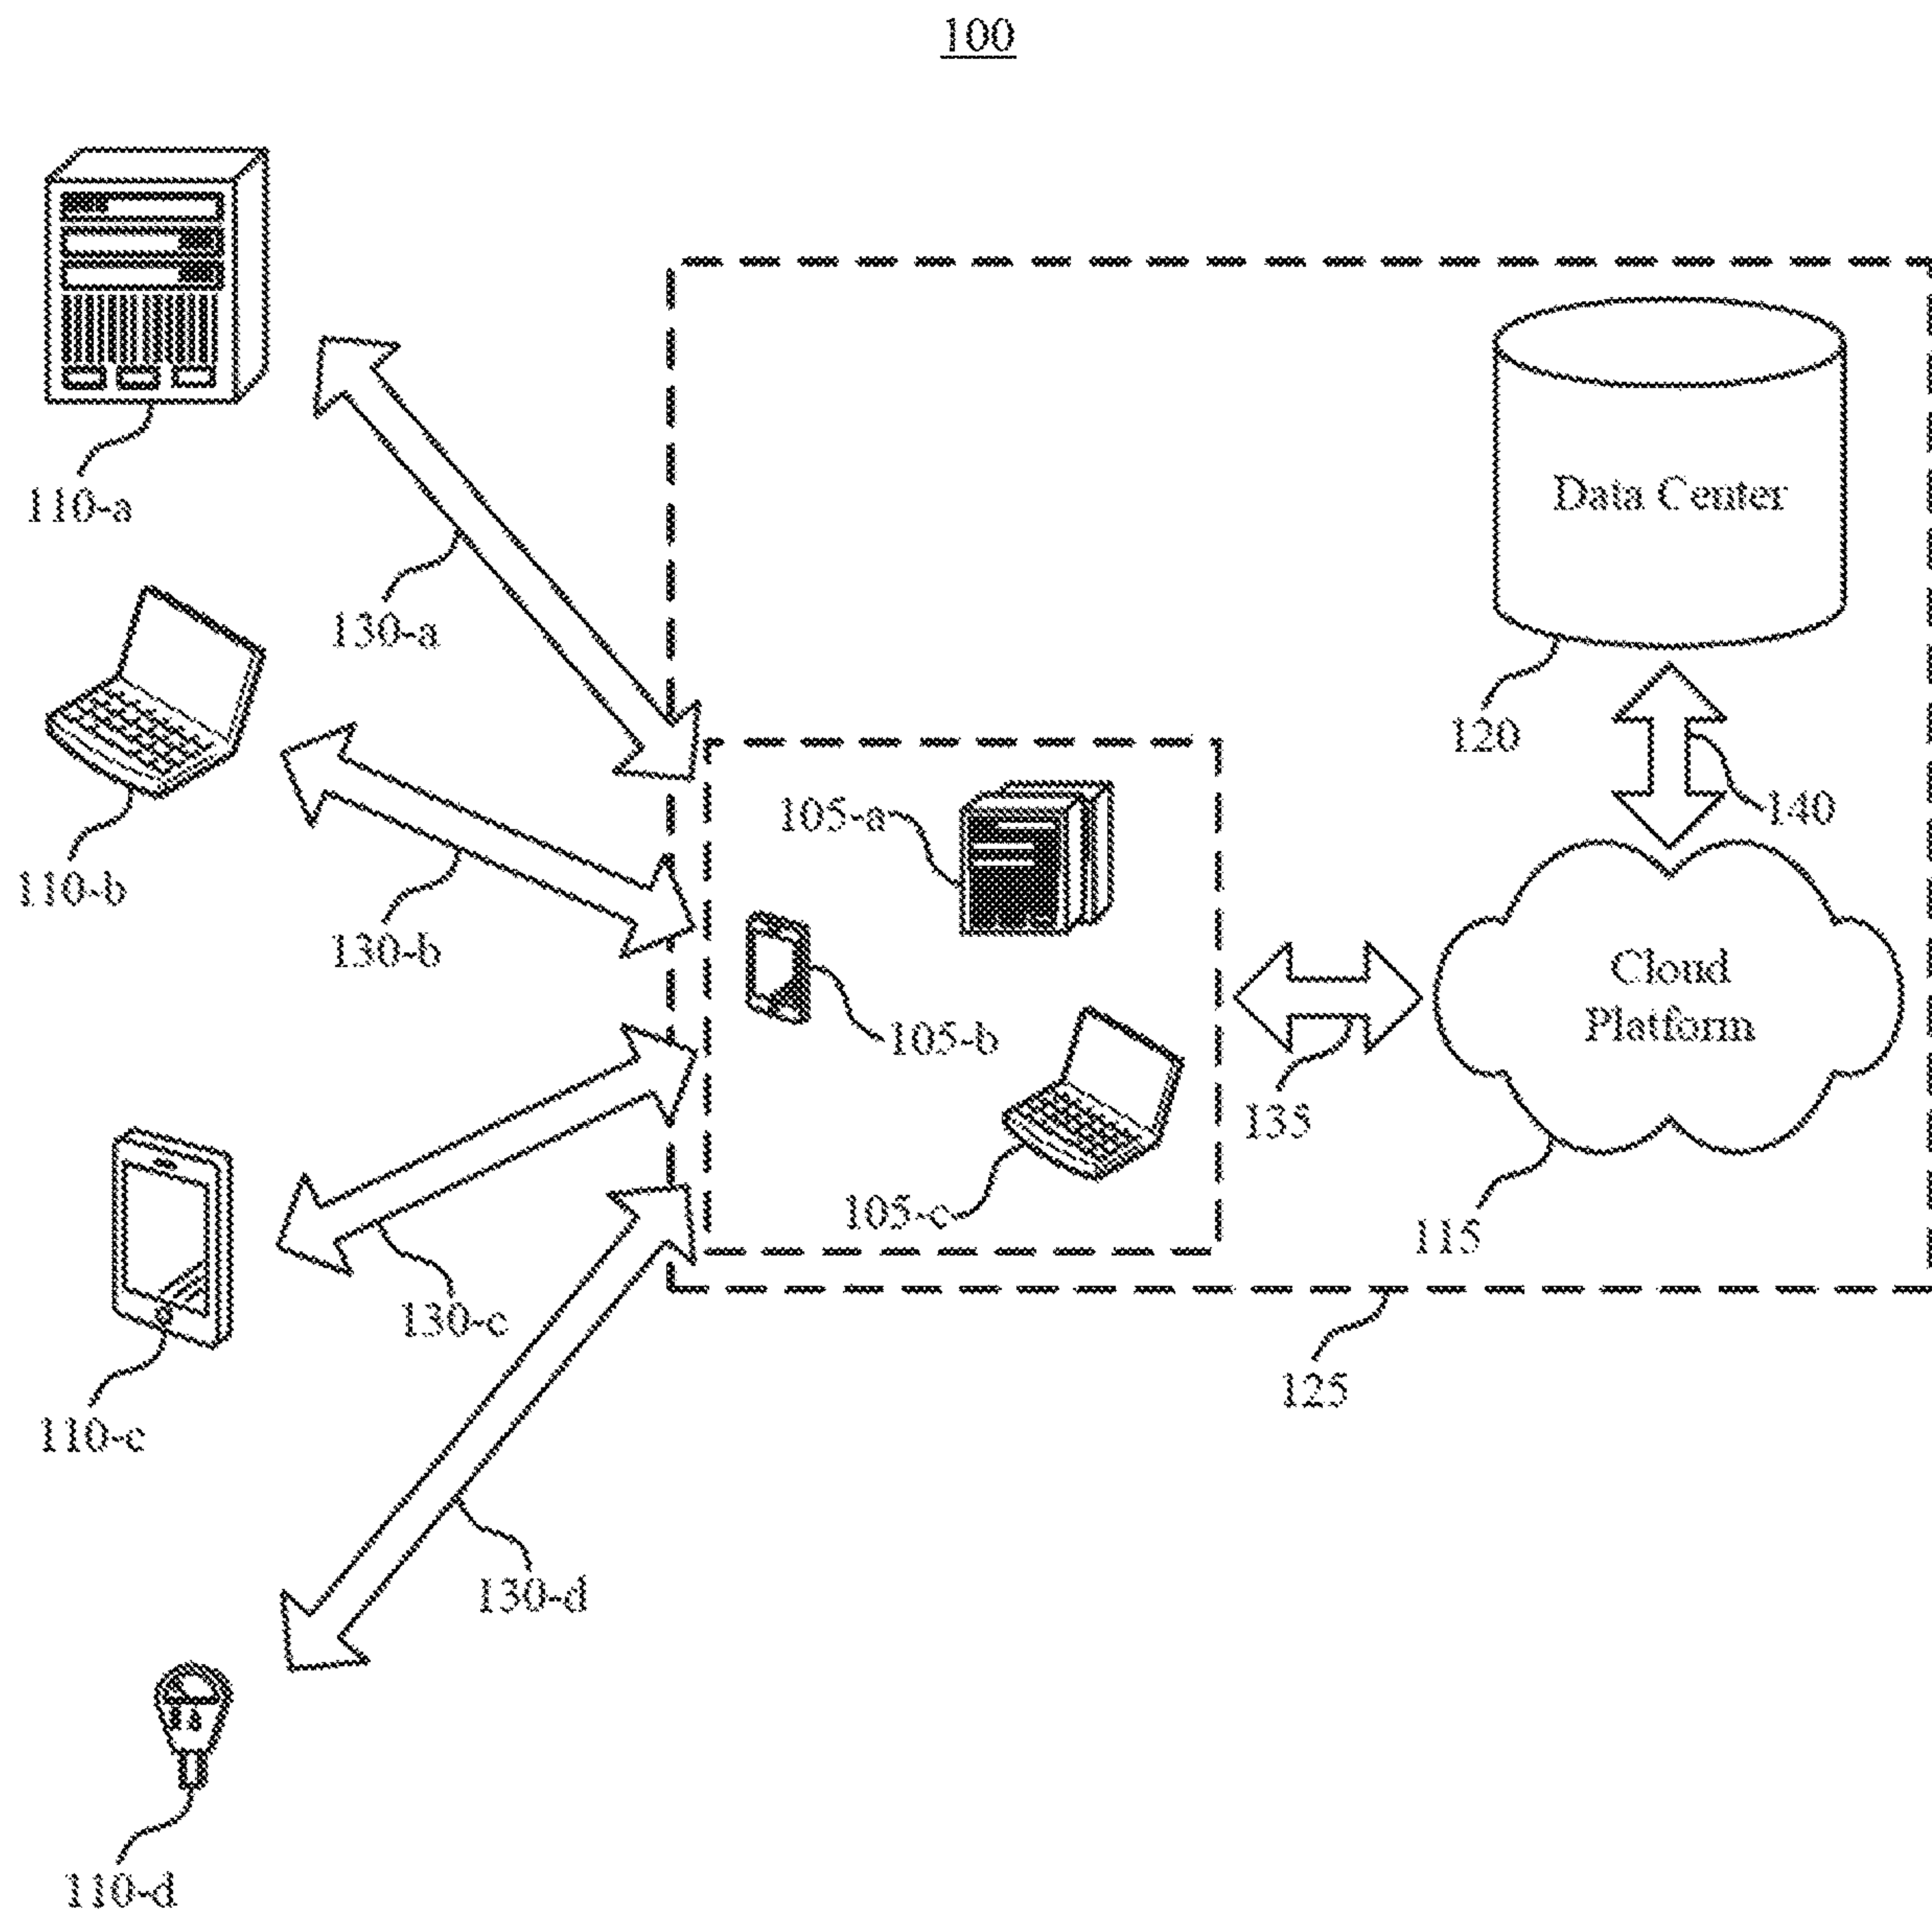 100
110-a
130-a
Data Center
120
140
110-b
130-b
105-a
105-b
Cloud
Platform
135
105-c
115
130-c
125
110-c
130-d
110-d